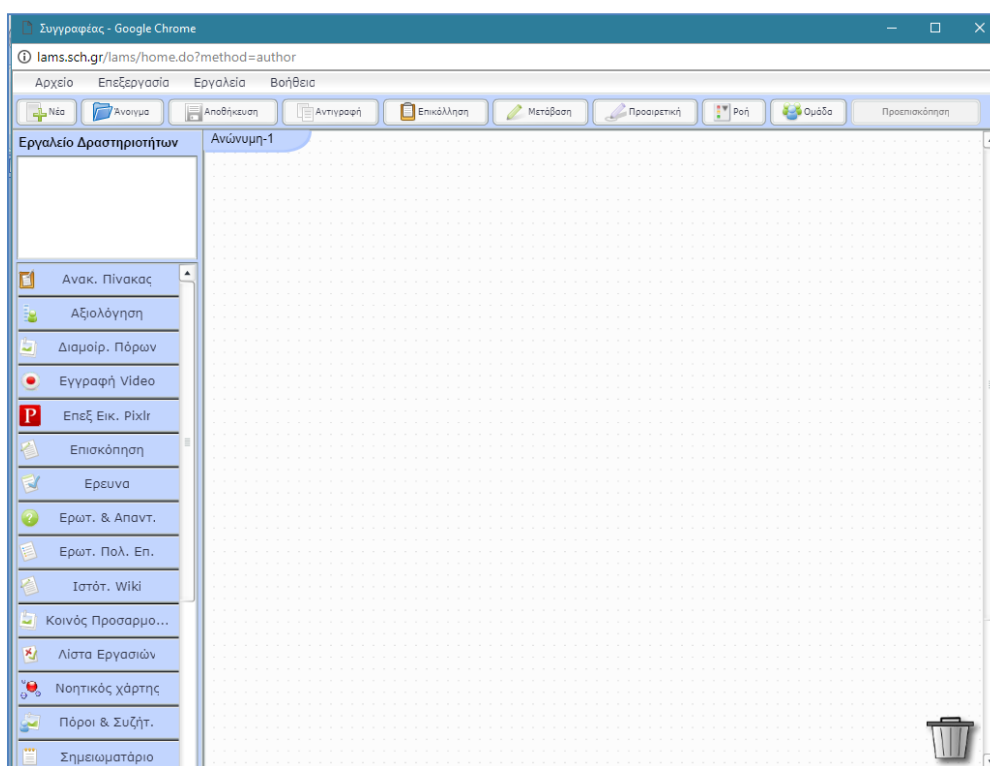 Συγγραφέας - Google Chrome
lams.sch.gr/lams/home.do?method=author
Αρχείο Επεξεργασία Εργαλεία Βοήθεια
Νέα Άνοιγμα Αποθήκευση Αντιγραφή Επικόλληση Μετάβαση Προαιρετική Ροή Ομάδα Προεπισκόπηση
Εργαλείο Δραστηριοτήτων Ανώνυμη-1
Ανακ. Πίνακας
Αξιολόγηση
Διαμοίρ. Πόρων
Εγγραφή Video
P Επεξ Εικ. Pixlr
Επισκόπηση
Ερευνα
Ερωτ. & Απαντ.
Ερωτ. Πολ. Επ.
Ιστότ. Wiki
Κοινός Προσαρμο...
Λίστα Εργασιών
Νοητικός χάρτης
Πόροι & Συζήτ.
Σημειωματάριο